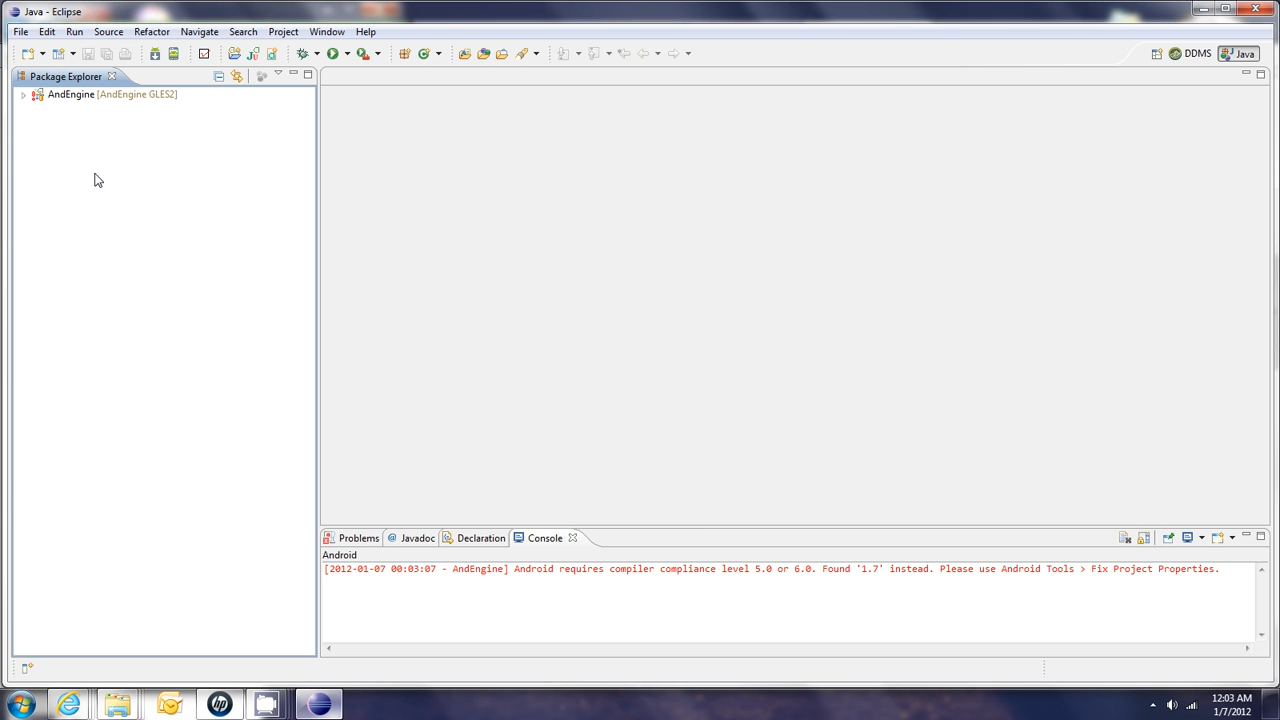 Java - Eclipse
File Edit Run Source Refactor Navigate Search Project Window Help
DDMS Java
Package Explorer
AndEngine [AndEngine GLES2]
Problems @ Javadoc Declaration Console
Android
[2012-01-07 00:03:07 - AndEngine] Android requires compiler compliance level 5.0 or 6.0. Found '1.7' instead. Please use Android Tools > Fix Project Properties.
hp
12:03 AM
1/7/2012